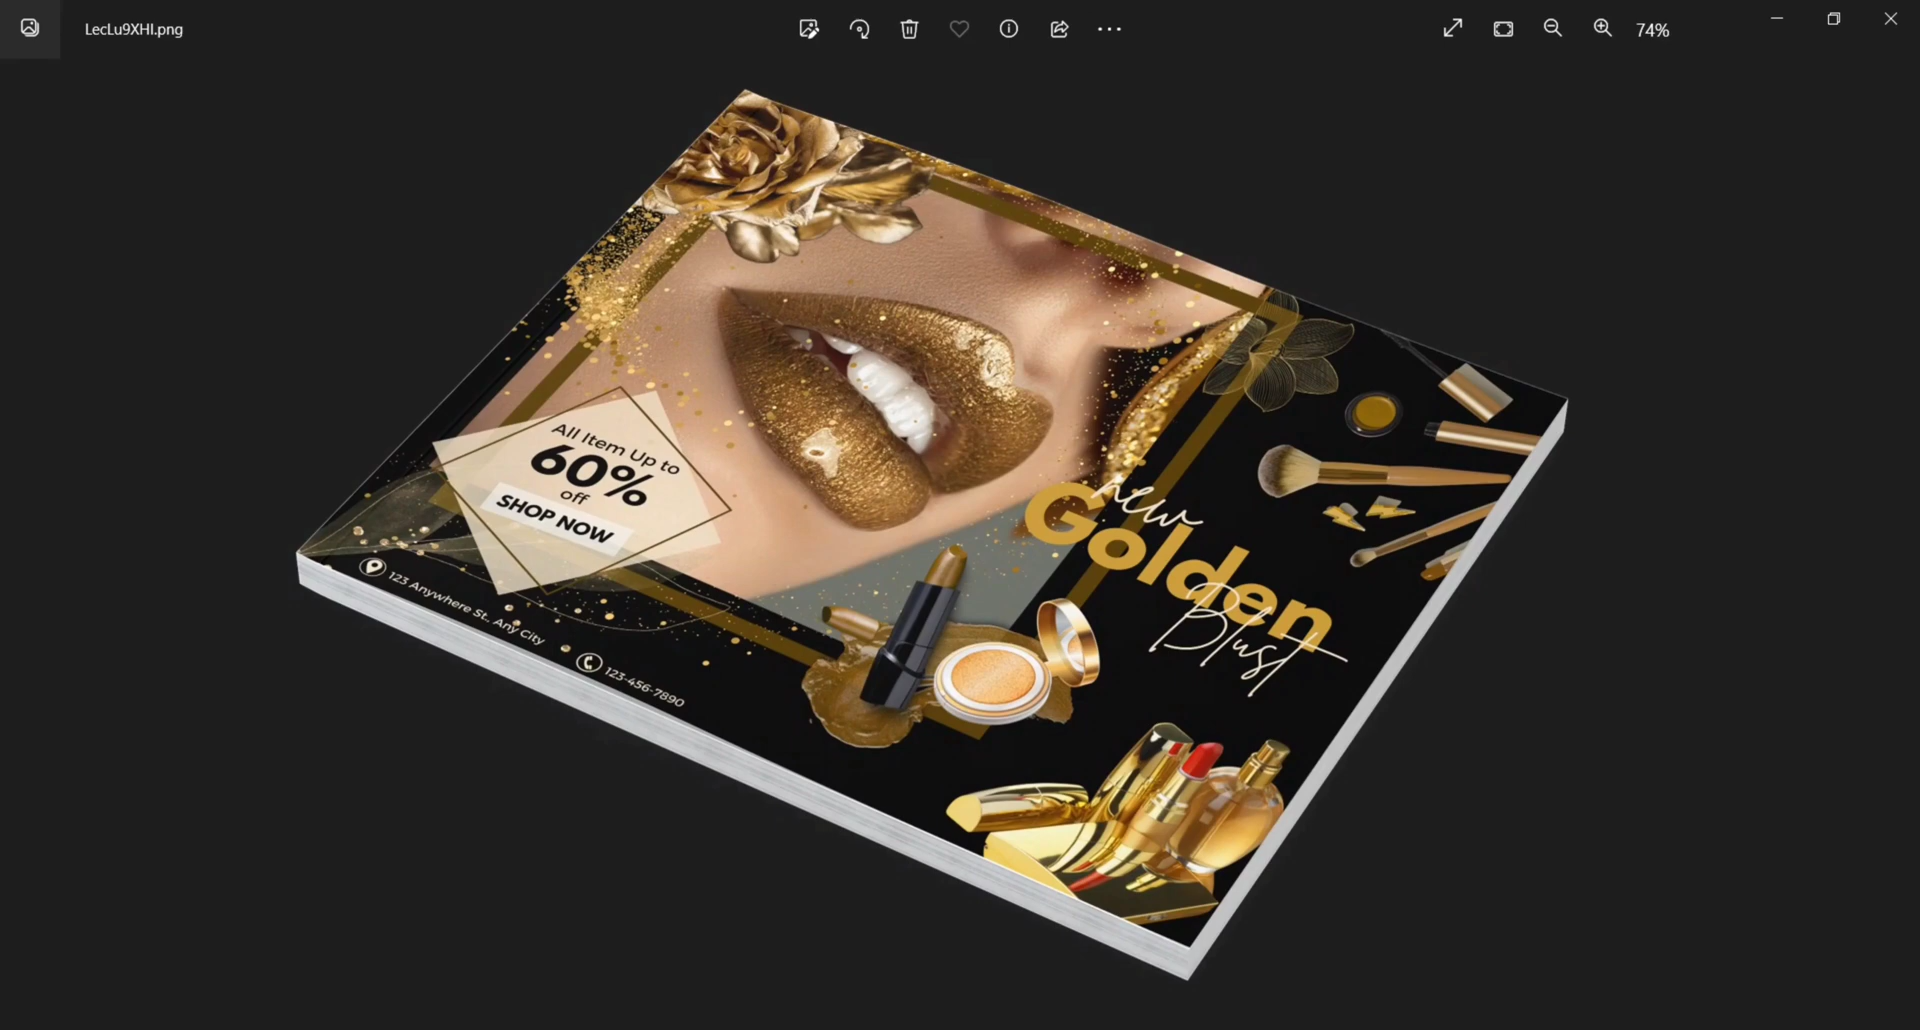 LecLu9XHI.png
74%
All Item Up to
60%
off
SHOP NOW
new
Golden
Blust
123 Anywhere St., Any City
123-456-7890